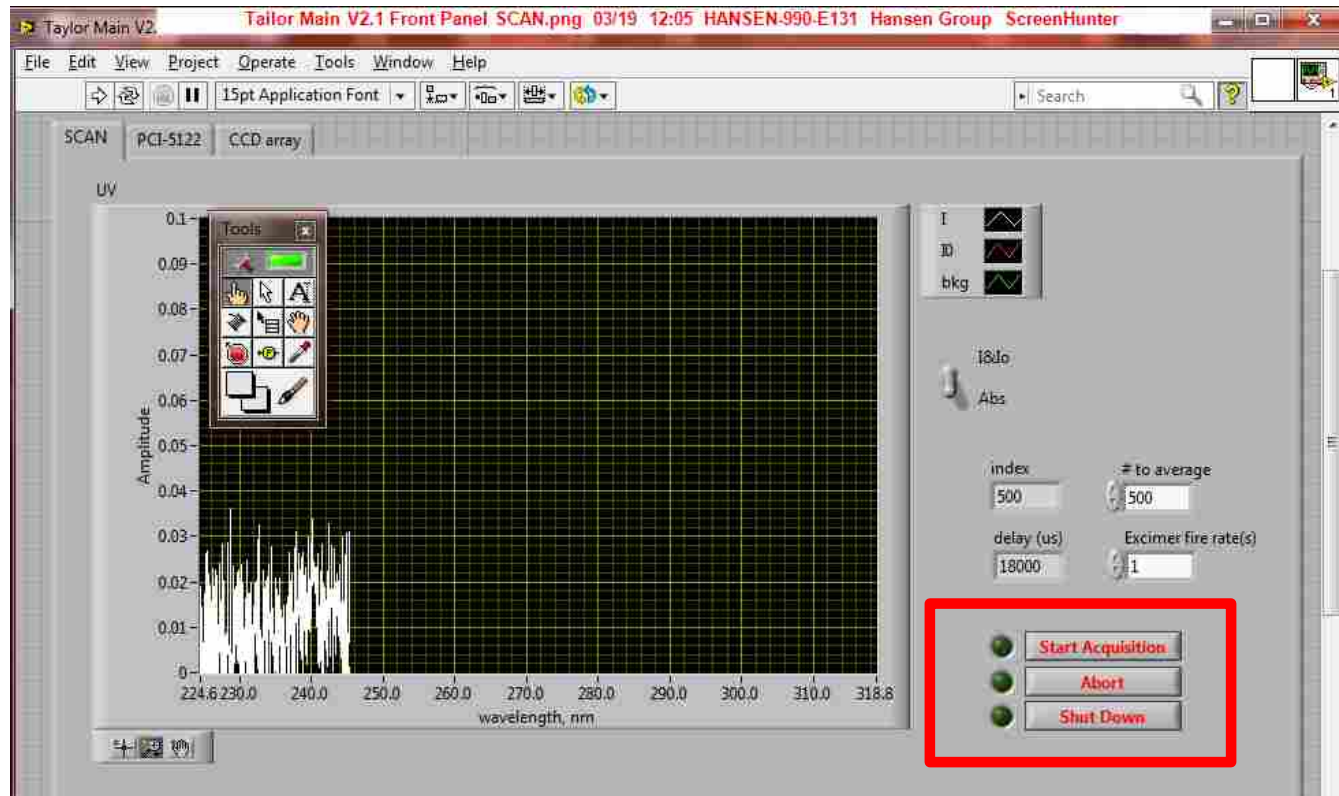 Taylor Main V2.
Tailor Main V2.1 Front Panel SCAN.png 03/19 12:05 HANSEN-990-E131 Hansen Group ScreenHunter
File Edit View Project Operate Tools Window Help
15pt Application Font
Search
SCAN PCI-5122 CCD array
UV
Tools
A
0.1
0.09
0.08
0.07
0.06
0.05
0.04
0.03
0.02
0.01
0
Amplitude
224.6 230.0 240.0 250.0 260.0 270.0 280.0 290.0 300.0 310.0 318.8
wavelength, nm
I
I0
bkg
I&Io
Abs
index # to average
500 500
delay (us) Excimer fire rate(s)
18000 1
Start Acquisition
Abort
Shut Down